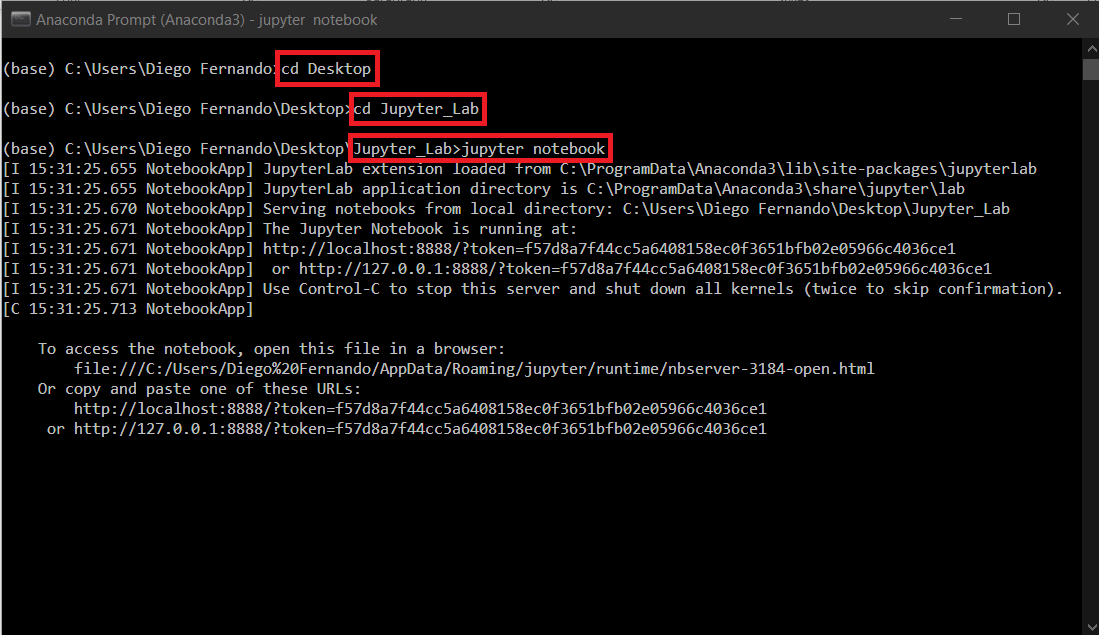 Anaconda Prompt (Anaconda3) - jupyter  notebook
(base) C:\Users\Diego Fernando>cd Desktop
(base) C:\Users\Diego Fernando\Desktop>cd Jupyter_Lab
(base) C:\Users\Diego Fernando\Desktop\Jupyter_Lab>jupyter notebook
[I 15:31:25.655 NotebookApp] JupyterLab extension loaded from C:\ProgramData\Anaconda3\lib\site-packages\jupyterlab
[I 15:31:25.655 NotebookApp] JupyterLab application directory is C:\ProgramData\Anaconda3\share\jupyter\lab
[I 15:31:25.670 NotebookApp] Serving notebooks from local directory: C:\Users\Diego Fernando\Desktop\Jupyter_Lab
[I 15:31:25.671 NotebookApp] The Jupyter Notebook is running at:
[I 15:31:25.671 NotebookApp] http://localhost:8888/?token=f57d8a7f44cc5a6408158ec0f3651bfb02e05966c4036ce1
[I 15:31:25.671 NotebookApp]  or http://127.0.0.1:8888/?token=f57d8a7f44cc5a6408158ec0f3651bfb02e05966c4036ce1
[I 15:31:25.671 NotebookApp] Use Control-C to stop this server and shut down all kernels (twice to skip confirmation).
[C 15:31:25.713 NotebookApp]
To access the notebook, open this file in a browser:
file:///C:/Users/Diego%20Fernando/AppData/Roaming/jupyter/runtime/nbserver-3184-open.html
Or copy and paste one of these URLs:
http://localhost:8888/?token=f57d8a7f44cc5a6408158ec0f3651bfb02e05966c4036ce1
or http://127.0.0.1:8888/?token=f57d8a7f44cc5a6408158ec0f3651bfb02e05966c4036ce1